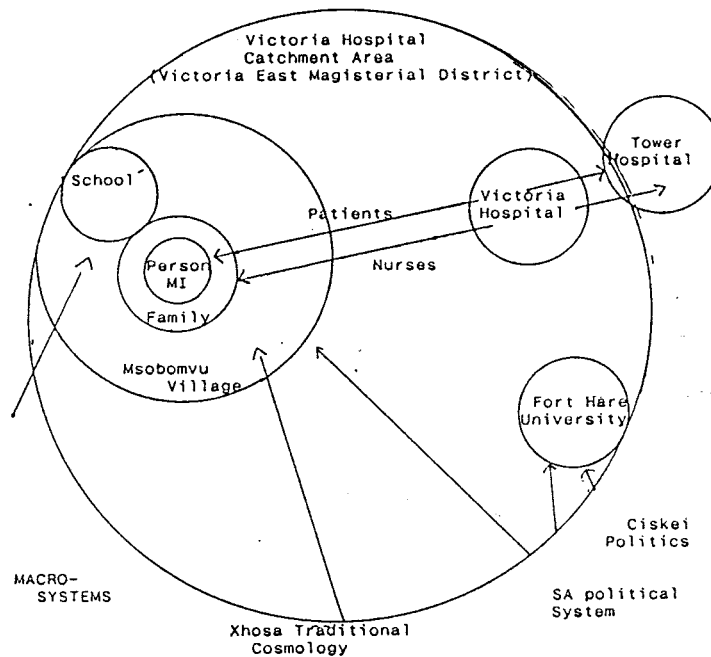 Victoria Hospital
Catchment Area
(Victoria East Magisterial District)
Tower
Hospital
School
Victoria
Hospital
Patients
Person
MI
Nurses
Family
Msobomvu
Village
Fort Hare
University
Ciskei
Politics
MACRO-
SYSTEMS
SA political
System
Xhosa Traditional
Cosmology